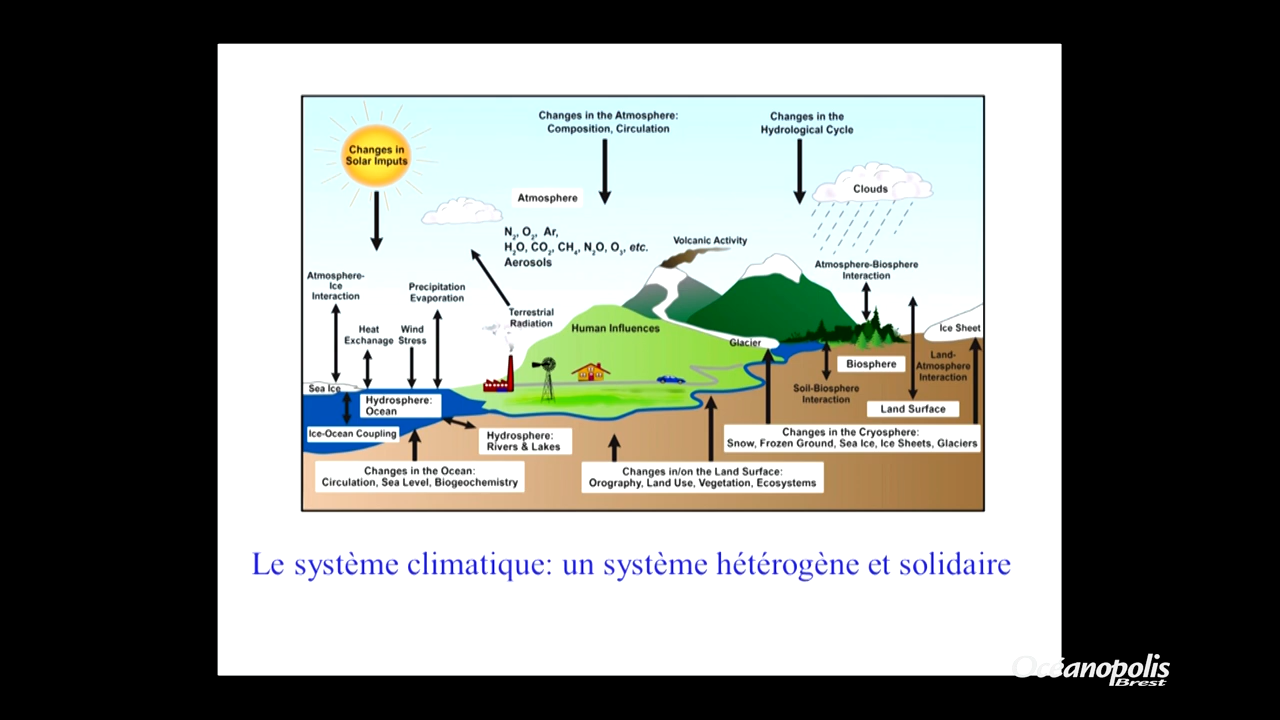 Changes in the Atmosphere:
Composition, Circulation
Changes in the
Hydrological Cycle
Changes in
Solar Imputs
Clouds
Atmosphere
N2, O2, Ar,
H2O, CO2, CH4, N2O, O3, etc.
Aerosols
Volcanic Activity
Atmosphere-Biosphere
Interaction
Atmosphere-
Ice
Interaction
Precipitation
Evaporation
Terrestrial
Radiation
Heat
Exchanage
Wind
Stress
Human Influences
Glacier
Ice Sheet
Biosphere
Land-
Atmosphere
Interaction
Soil-Biosphere
Interaction
Land Surface
Sea Ice
Hydrosphere:
Ocean
Ice-Ocean Coupling
Hydrosphere:
Rivers & Lakes
Changes in the Cryosphere:
Snow, Frozen Ground, Sea Ice, Ice Sheets, Glaciers
Changes in the Ocean:
Circulation, Sea Level, Biogeochemistry
Changes in/on the Land Surface:
Orography, Land Use, Vegetation, Ecosystems
Le système climatique: un système hétérogène et solidaire
Océanopolis
Brest